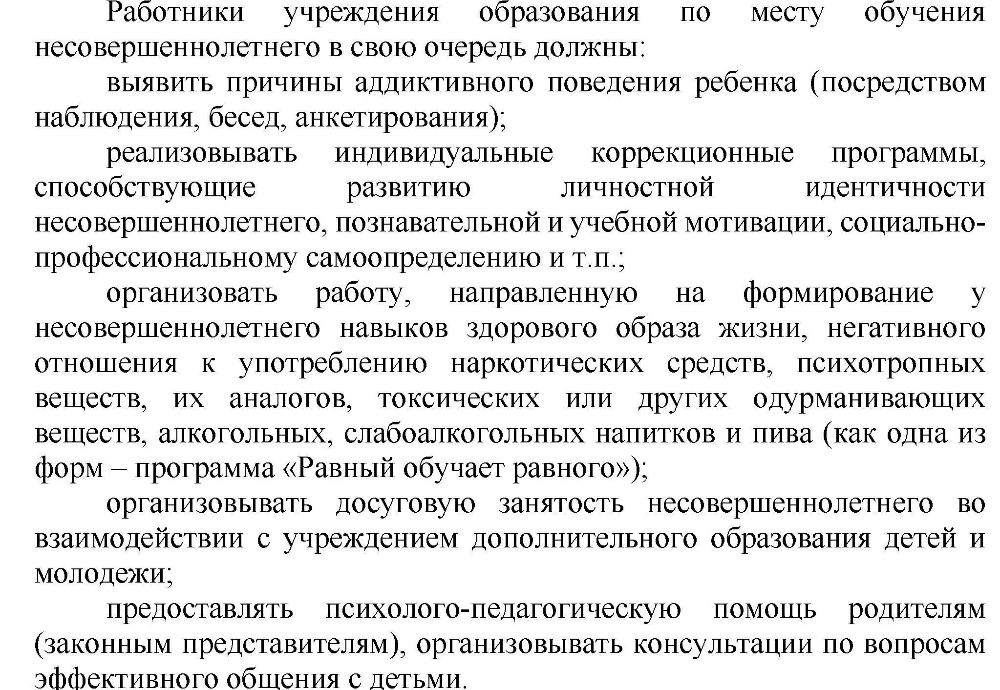 Работники учреждения образования по месту обучения
несовершеннолетнего в свою очередь должны:
выявить причины аддиктивного поведения ребенка (посредством
наблюдения, бесед, анкетирования);
реализовывать индивидуальные коррекционные программы,
способствующие развитию личностной идентичности
несовершеннолетнего, познавательной и учебной мотивации, социально-
профессиональному самоопределению и т.п.;
организовать работу, направленную на формирование у
несовершеннолетнего навыков здорового образа жизни, негативного
отношения к употреблению наркотических средств, психотропных
веществ, их аналогов, токсических или других одурманивающих
веществ, алкогольных, слабоалкогольных напитков и пива (как одна из
форм – программа «Равный обучает равного»);
организовывать досуговую занятость несовершеннолетнего во
взаимодействии с учреждением дополнительного образования детей и
молодежи;
предоставлять психолого-педагогическую помощь родителям
(законным представителям), организовывать консультации по вопросам
эффективного общения с детьми.